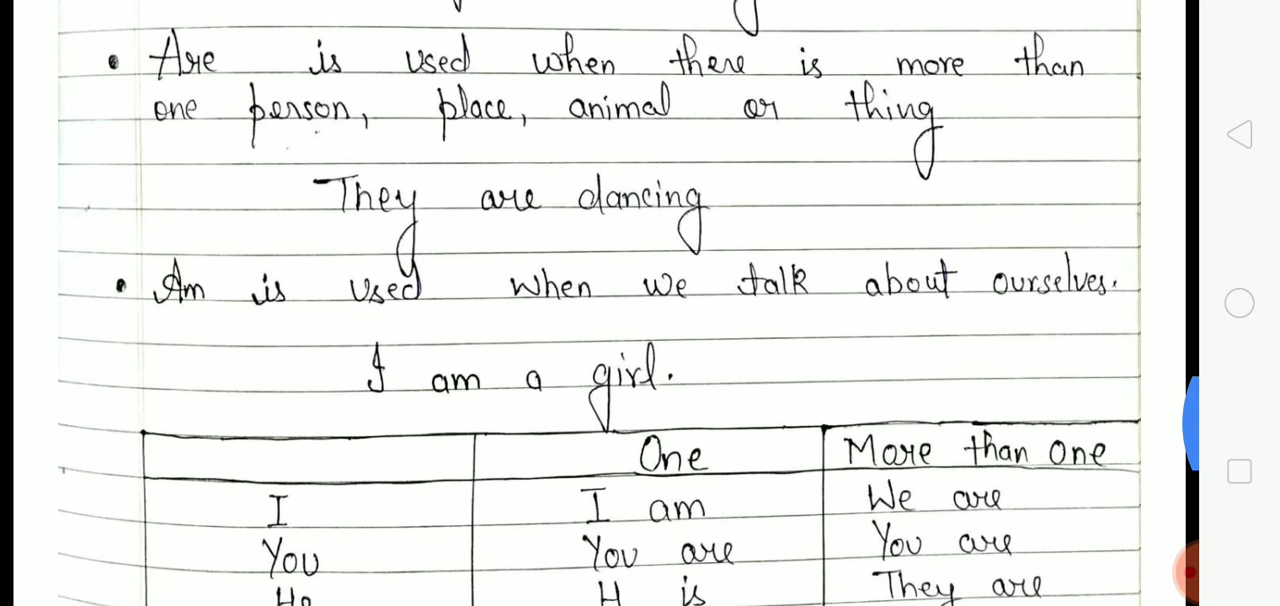 • Are is used when there is more than
one person, place, animal or thing
They are dancing
• Am is used when we talk about ourselves.
I am a girl.
One More than one
I I am We are
You You are You are
He H is They are